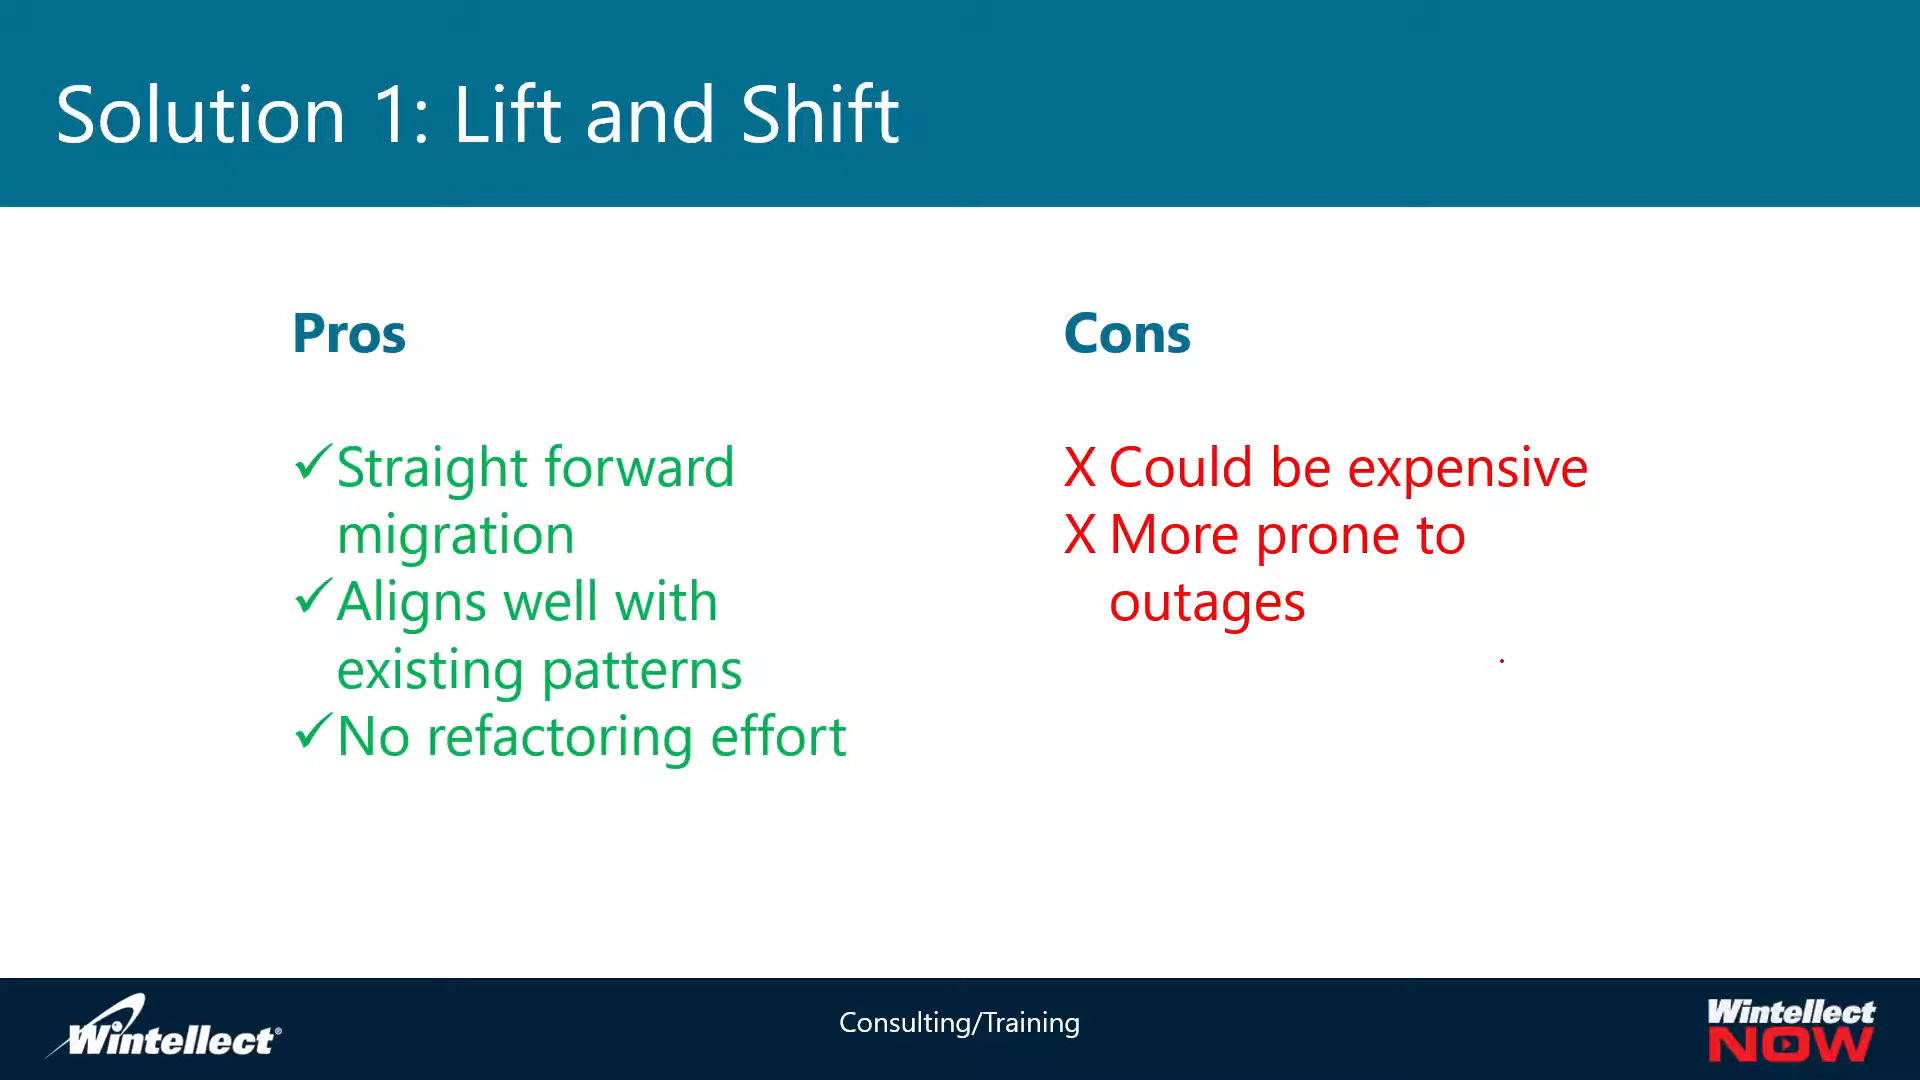 Solution 1: Lift and Shift
Pros
✓Straight forward
migration
✓Aligns well with
existing patterns
✓No refactoring effort
Cons
X Could be expensive
X More prone to
outages
Wintellect®
Consulting/Training
Wintellect
NOW